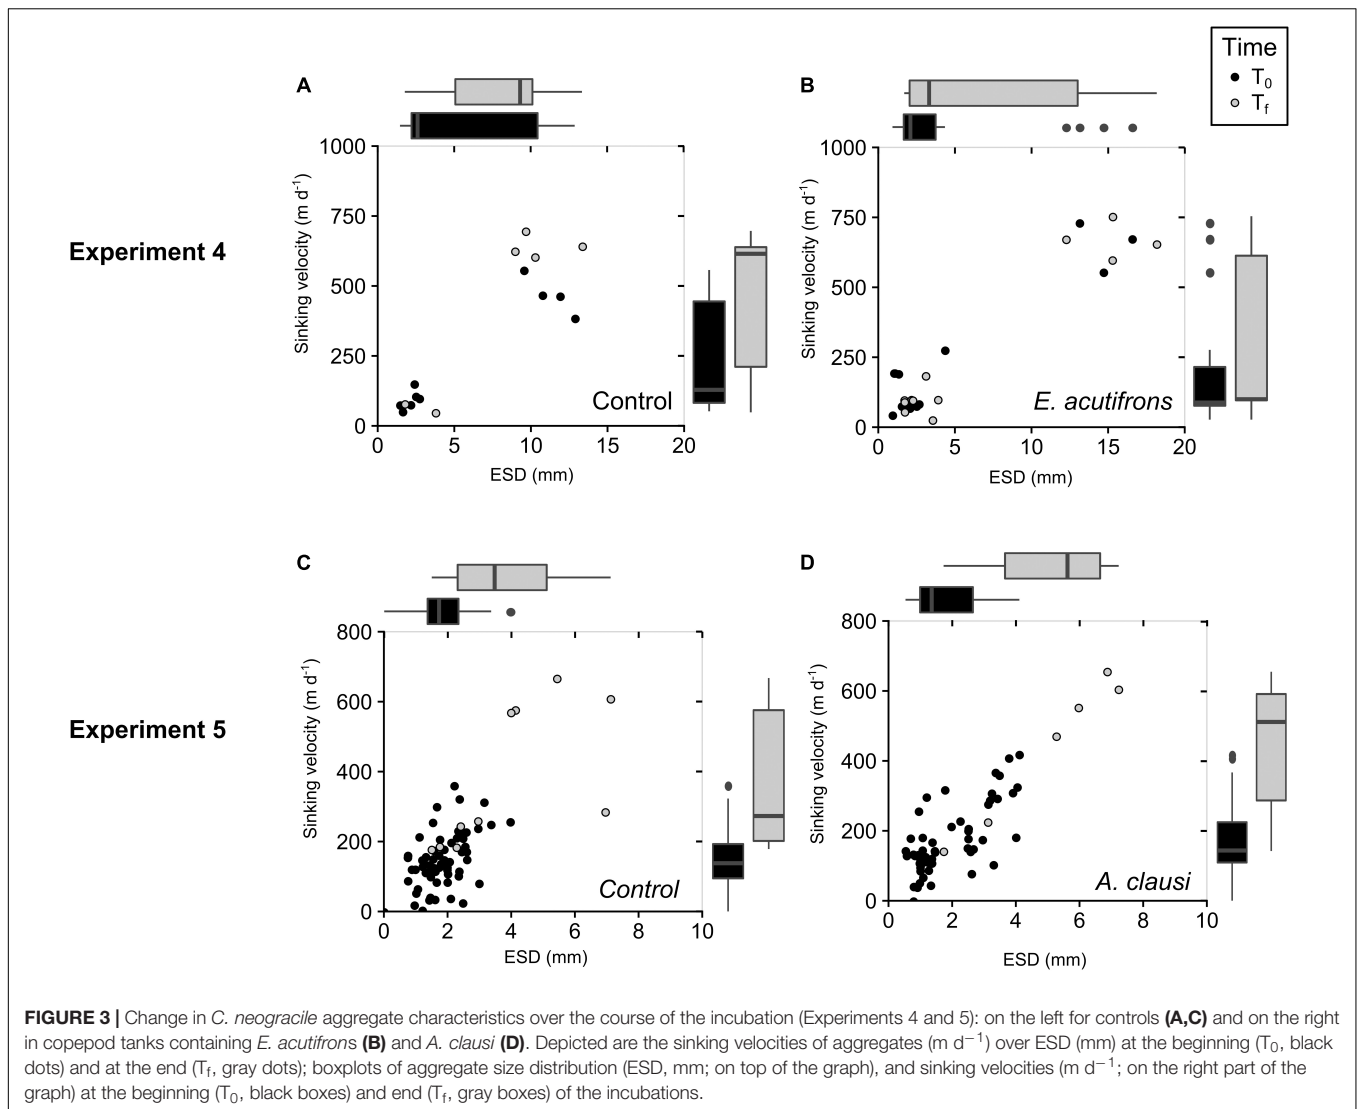 Time
T0
Tf
A
B
Experiment 4
Sinking velocity (m d-1)
1000
750
500
250
0
0 5 10 15 20
ESD (mm)
Control
Sinking velocity (m d-1)
1000
750
500
250
0
0 5 10 15 20
ESD (mm)
E. acutifrons
C
D
Experiment 5
Sinking velocity (m d-1)
800
600
400
200
0
0 2 4 6 8 10
ESD (mm)
Control
Sinking velocity (m d-1)
800
600
400
200
0
0 2 4 6 8 10
ESD (mm)
A. clausi
FIGURE 3 | Change in C. neogracile aggregate characteristics over the course of the incubation (Experiments 4 and 5): on the left for controls (A,C) and on the right
in copepod tanks containing E. acutifrons (B) and A. clausi (D). Depicted are the sinking velocities of aggregates (m d−1) over ESD (mm) at the beginning (T0, black
dots) and at the end (Tf, gray dots); boxplots of aggregate size distribution (ESD, mm; on top of the graph), and sinking velocities (m d−1; on the right part of the
graph) at the beginning (T0, black boxes) and end (Tf, gray boxes) of the incubations.